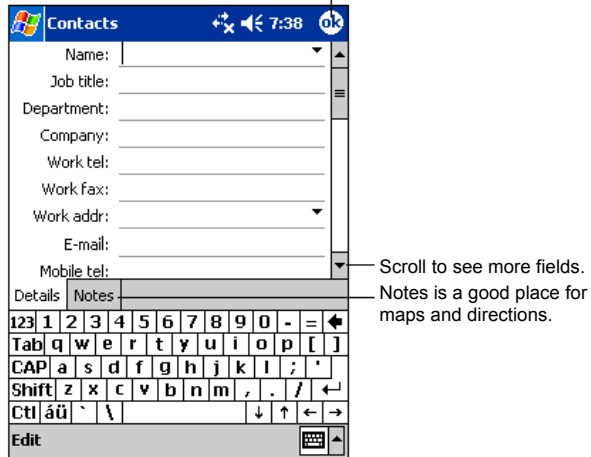 Contacts 7:38 ok
Name:
Job title:
Department:
Company:
Work tel:
Work fax:
Work addr:
E-mail:
Mobile tel:
Scroll to see more fields.
Details Notes
Notes is a good place for
maps and directions.
123 1 2 3 4 5 6 7 8 9 0 - = ←
Tab q w e r t y u i o p [ ]
CAP a s d f g h j k l ; '
Shift z x c v b n m , . / ↵
Ctl áü ` \ ↓ ↑ ← →
Edit